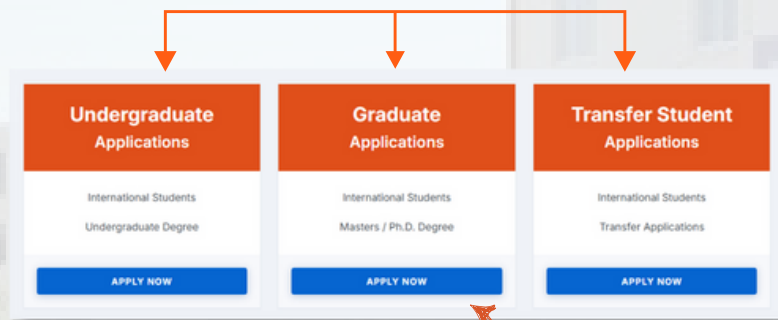 Undergraduate
Applications
International Students
Undergraduate Degree
APPLY NOW
Graduate
Applications
International Students
Masters / Ph.D. Degree
APPLY NOW
Transfer Student
Applications
International Students
Transfer Applications
APPLY NOW